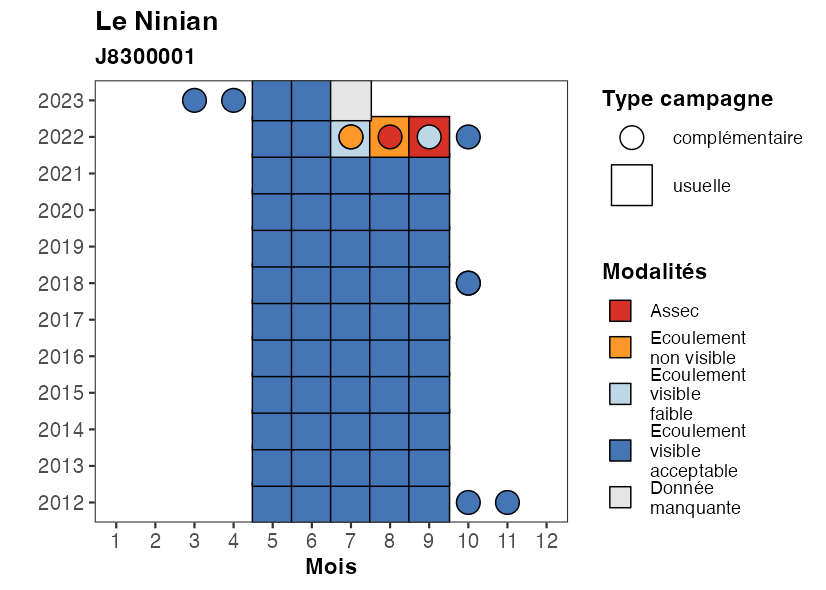 Le Ninian
J8300001
2023
2022
2021
2020
2019
2018
2017
2016
2015
2014
2013
2012
1 2 3 4 5 6 7 8 9 10 11 12
Mois
Type campagne
complémentaire
usuelle
Modalités
Assec
Ecoulement
non visible
Ecoulement
visible
faible
Ecoulement
visible
acceptable
Donnée
manquante